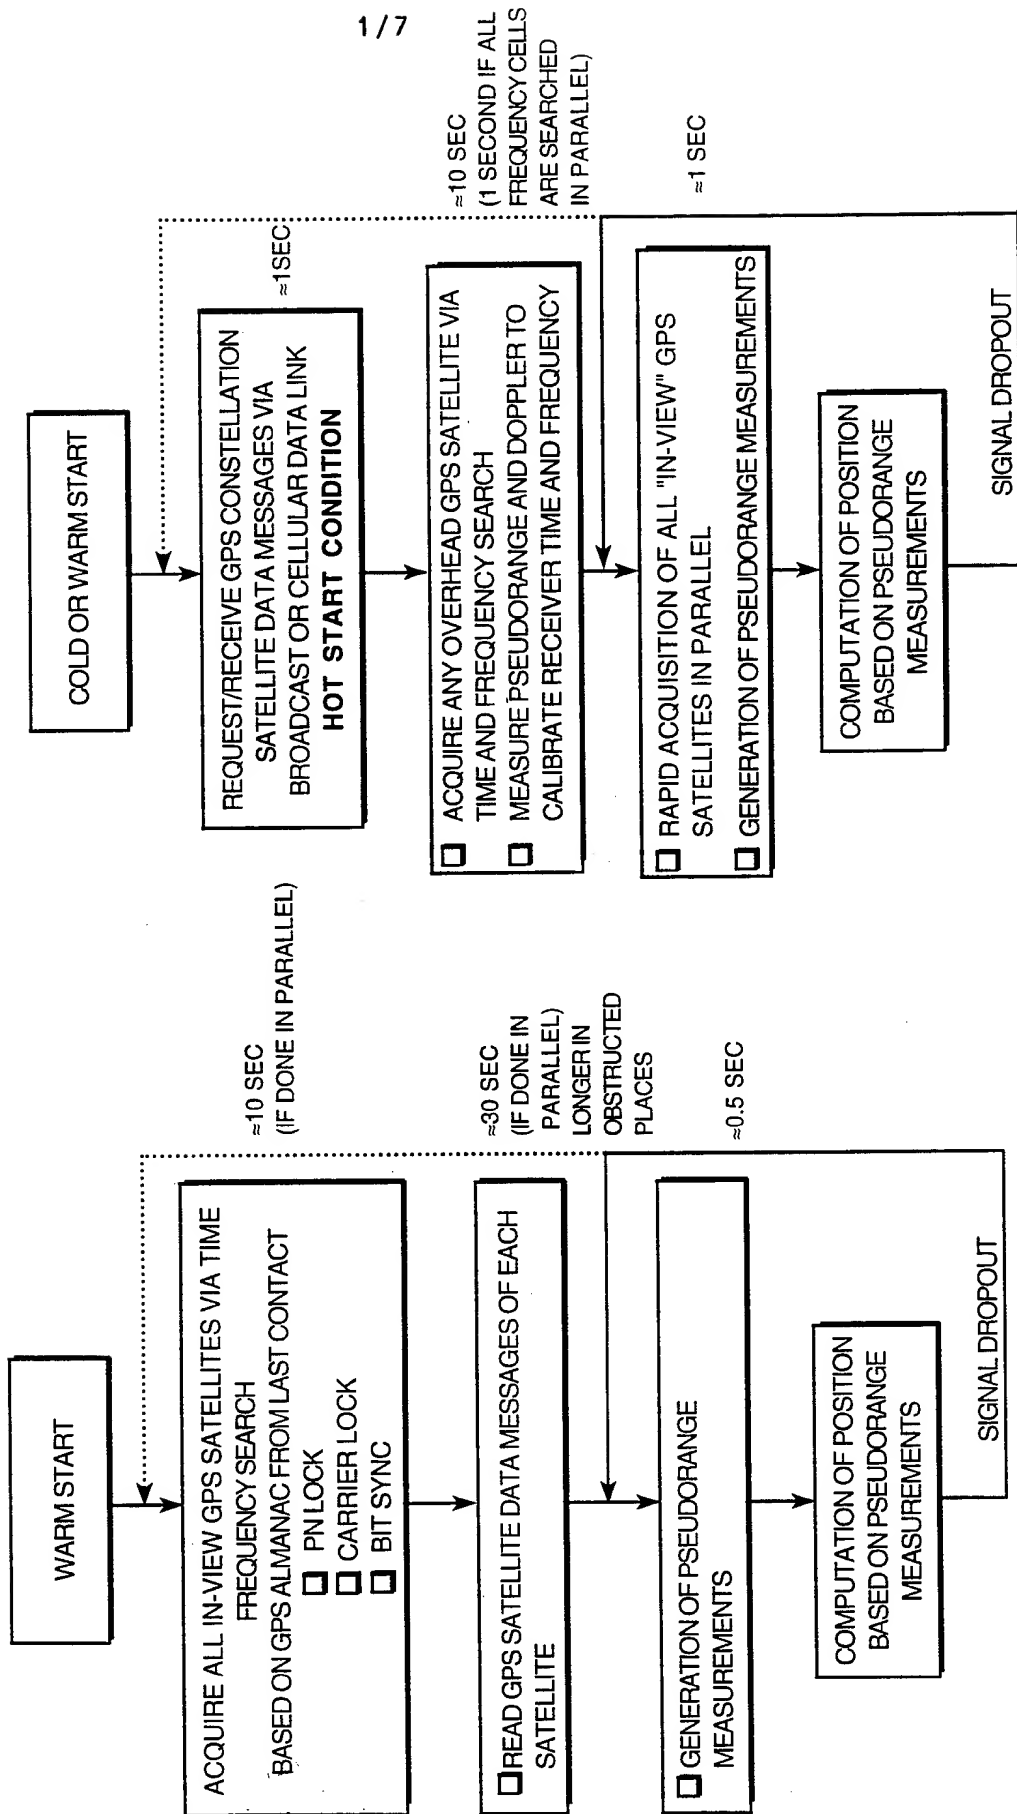 1/7
WARM START
ACQUIRE ALL IN-VIEW GPS SATELLITES VIA TIME
FREQUENCY SEARCH
BASED ON GPS ALMANAC FROM LAST CONTACT
PN LOCK
CARRIER LOCK
BIT SYNC
≈10 SEC
(IF DONE IN PARALLEL)
READ GPS SATELLITE DATA MESSAGES OF EACH
SATELLITE
≈30 SEC
(IF DONE IN
PARALLEL)
LONGER IN
OBSTRUCTED
PLACES
GENERATION OF PSEUDORANGE
MEASUREMENTS
≈0.5 SEC
COMPUTATION OF POSITION
BASED ON PSEUDORANGE
MEASUREMENTS
SIGNAL DROPOUT
COLD OR WARM START
REQUEST/RECEIVE GPS CONSTELLATION
SATELLITE DATA MESSAGES VIA
BROADCAST OR CELLULAR DATA LINK
HOT START CONDITION
≈1SEC
ACQUIRE ANY OVERHEAD GPS SATELLITE VIA
TIME AND FREQUENCY SEARCH
MEASURE PSEUDORANGE AND DOPPLER TO
CALIBRATE RECEIVER TIME AND FREQUENCY
≈10 SEC
(1 SECOND IF ALL
FREQUENCY CELLS
ARE SEARCHED
IN PARALLEL)
RAPID ACQUISITION OF ALL "IN-VIEW" GPS
SATELLITES IN PARALLEL
GENERATION OF PSEUDORANGE MEASUREMENTS
≈1 SEC
COMPUTATION OF POSITION
BASED ON PSEUDORANGE
MEASUREMENTS
SIGNAL DROPOUT